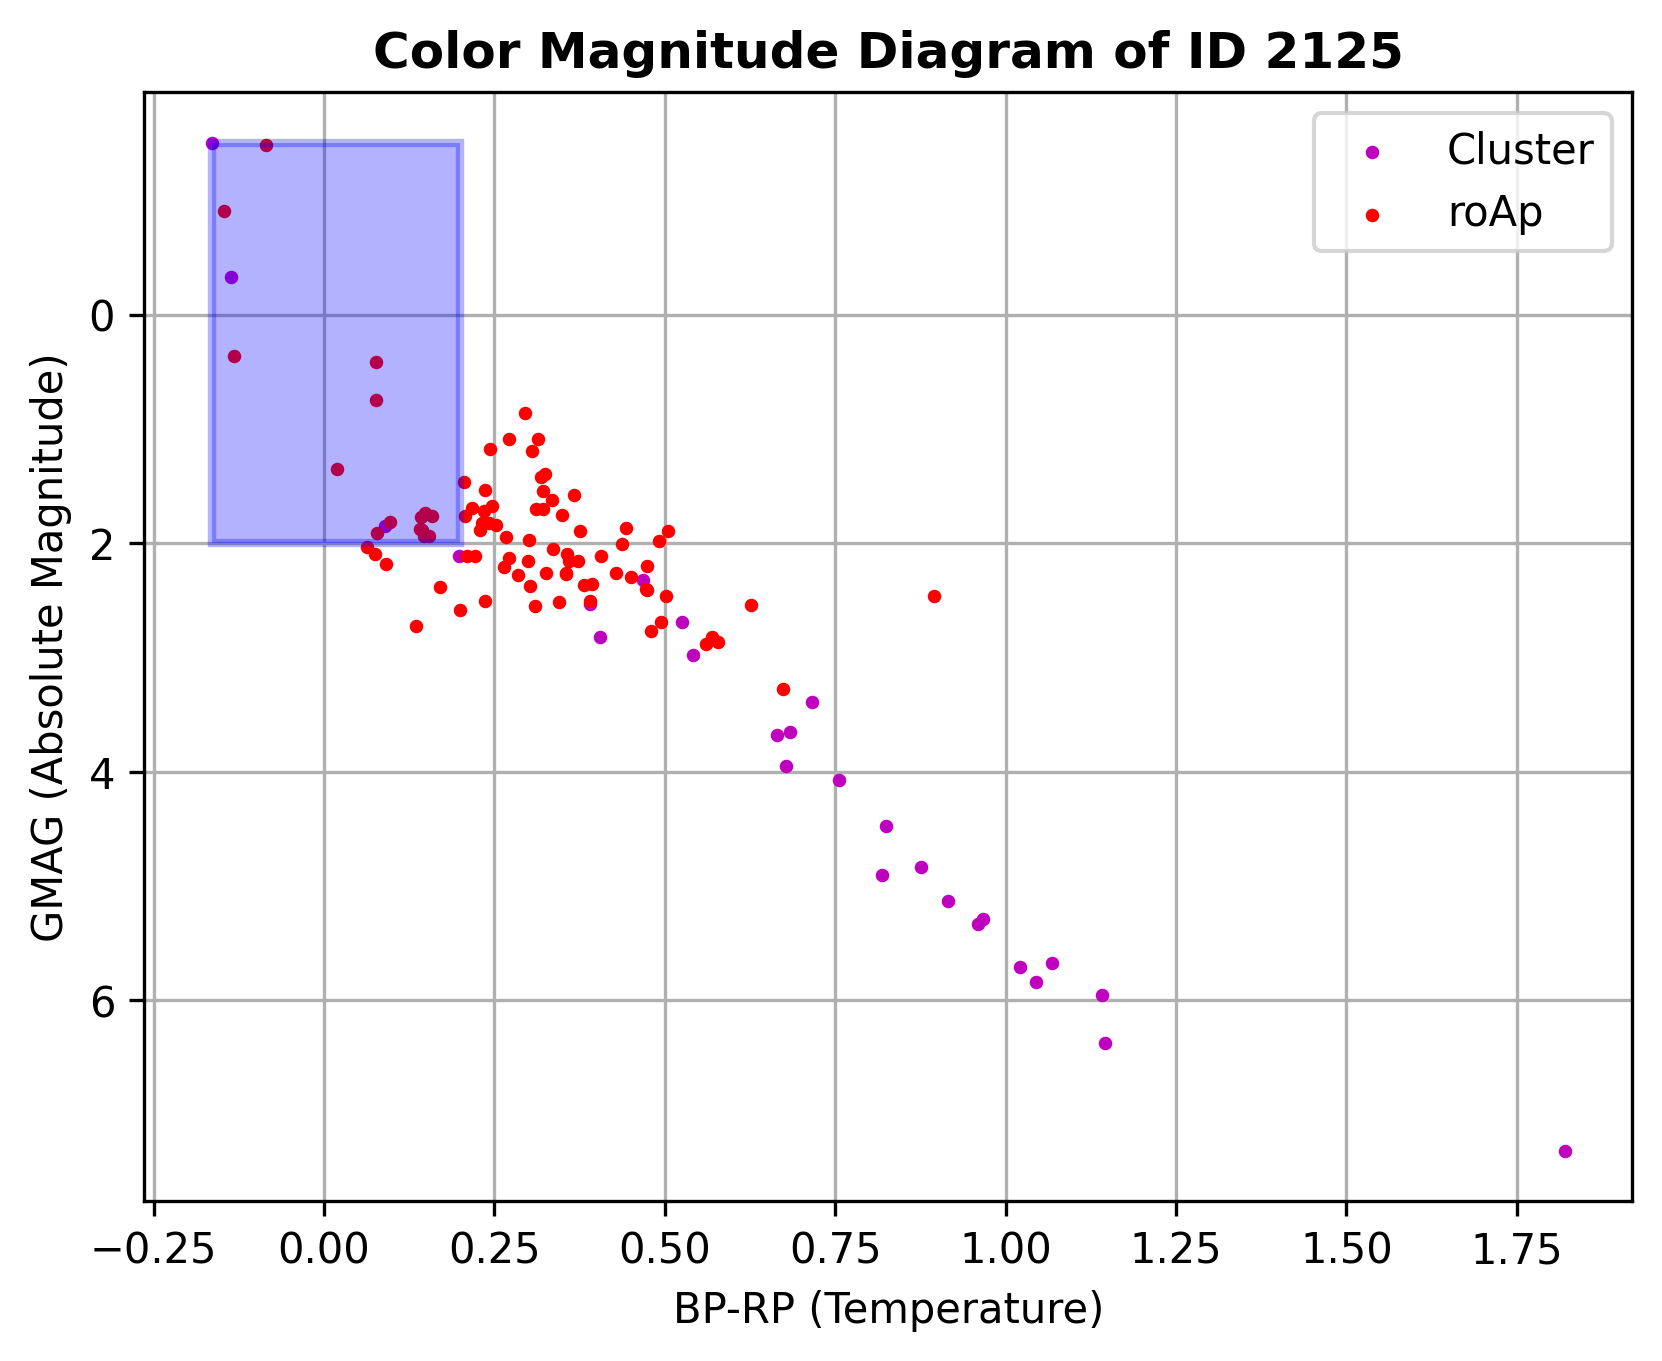 Color Magnitude Diagram of ID 2125
Cluster
roAp
GMAG (Absolute Magnitude)
0
2
4
6
−0.25 0.00 0.25 0.50 0.75 1.00 1.25 1.50 1.75
BP-RP (Temperature)